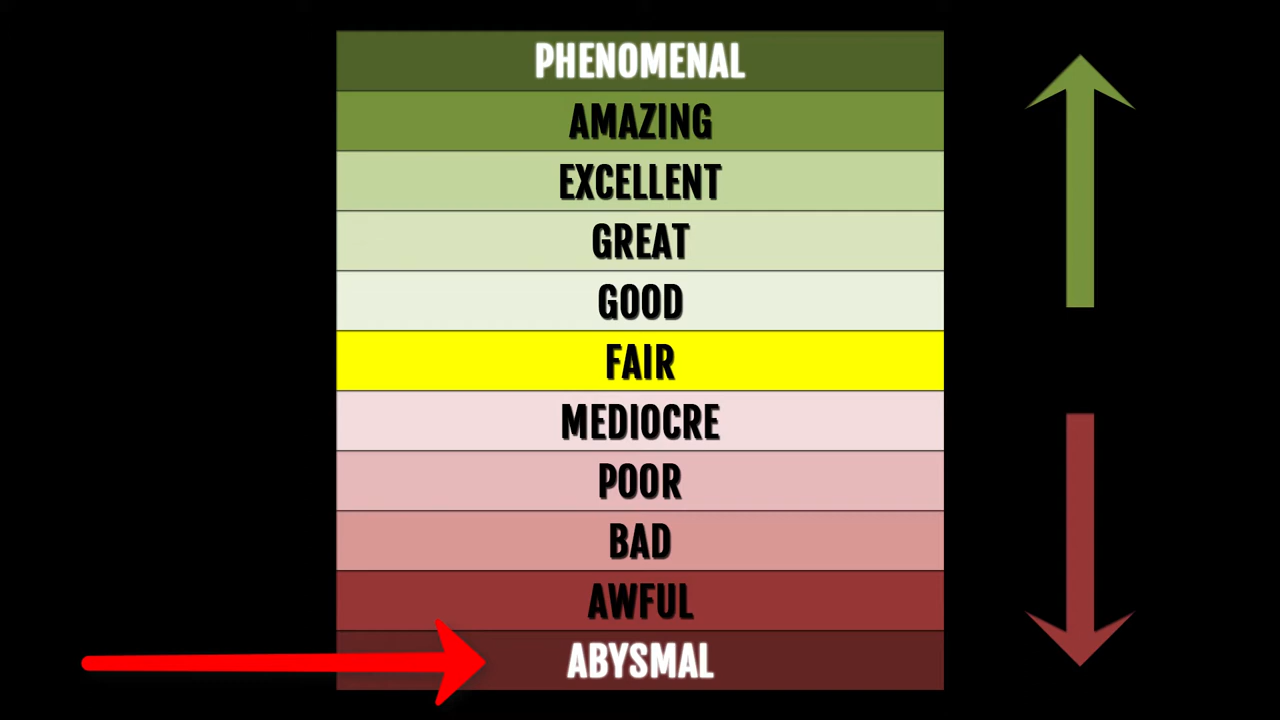 PHENOMENAL
AMAZING
EXCELLENT
GREAT
GOOD
FAIR
MEDIOCRE
POOR
BAD
AWFUL
ABYSMAL